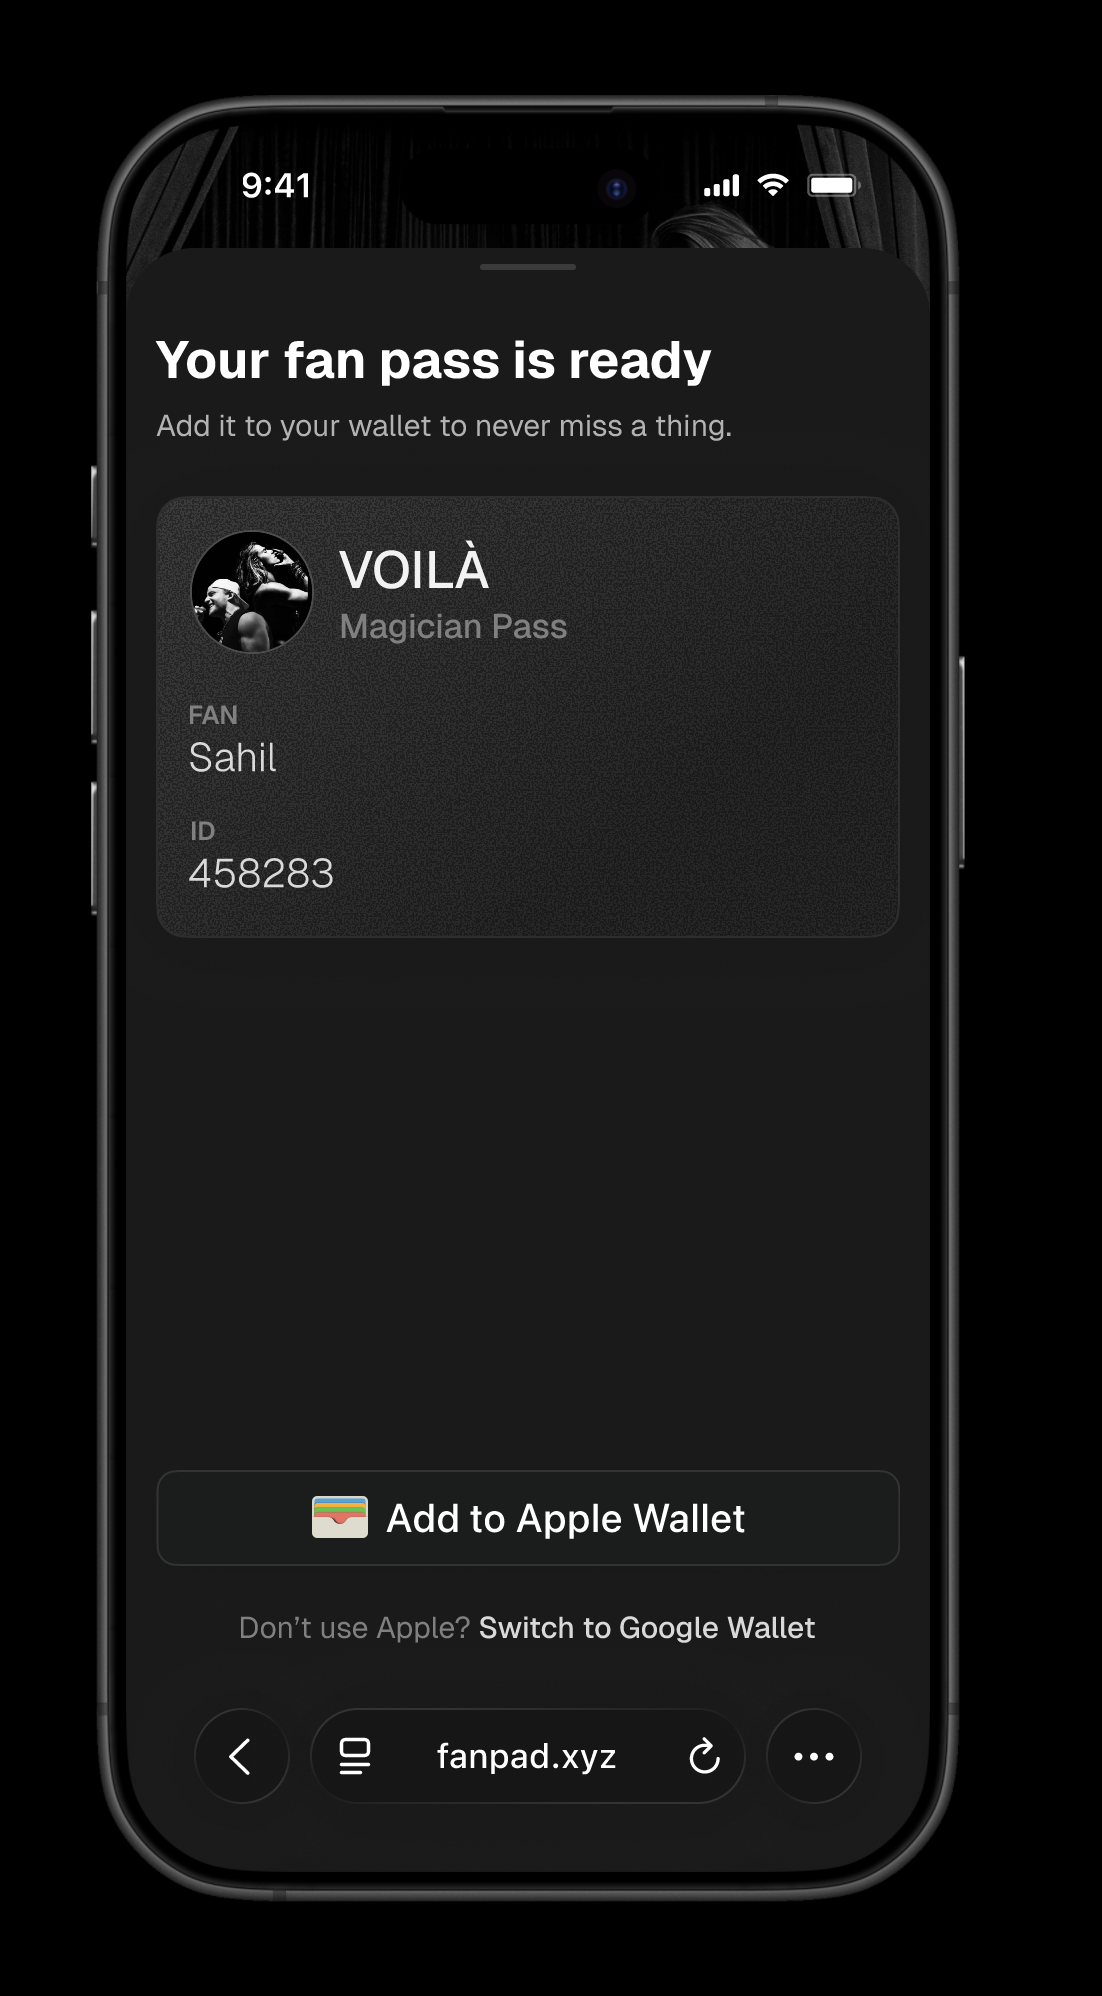 9:41
Your fan pass is ready
Add it to your wallet to never miss a thing.
VOILÀ
Magician Pass
FAN
Sahil
ID
458283
Add to Apple Wallet
Don’t use Apple? Switch to Google Wallet
fanpad.xyz